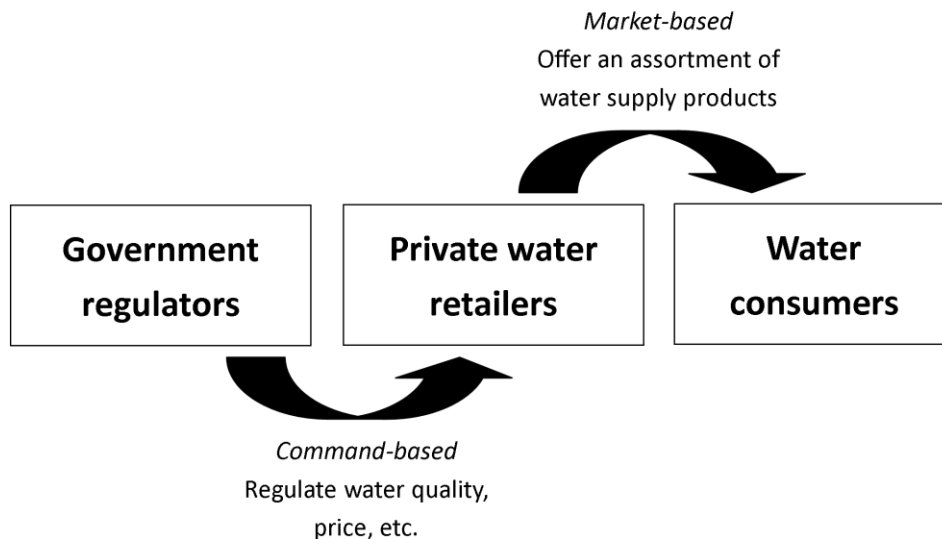 Market-based
Offer an assortment of
water supply products
Government
regulators
Private water
retailers
Water
consumers
Command-based
Regulate water quality,
price, etc.